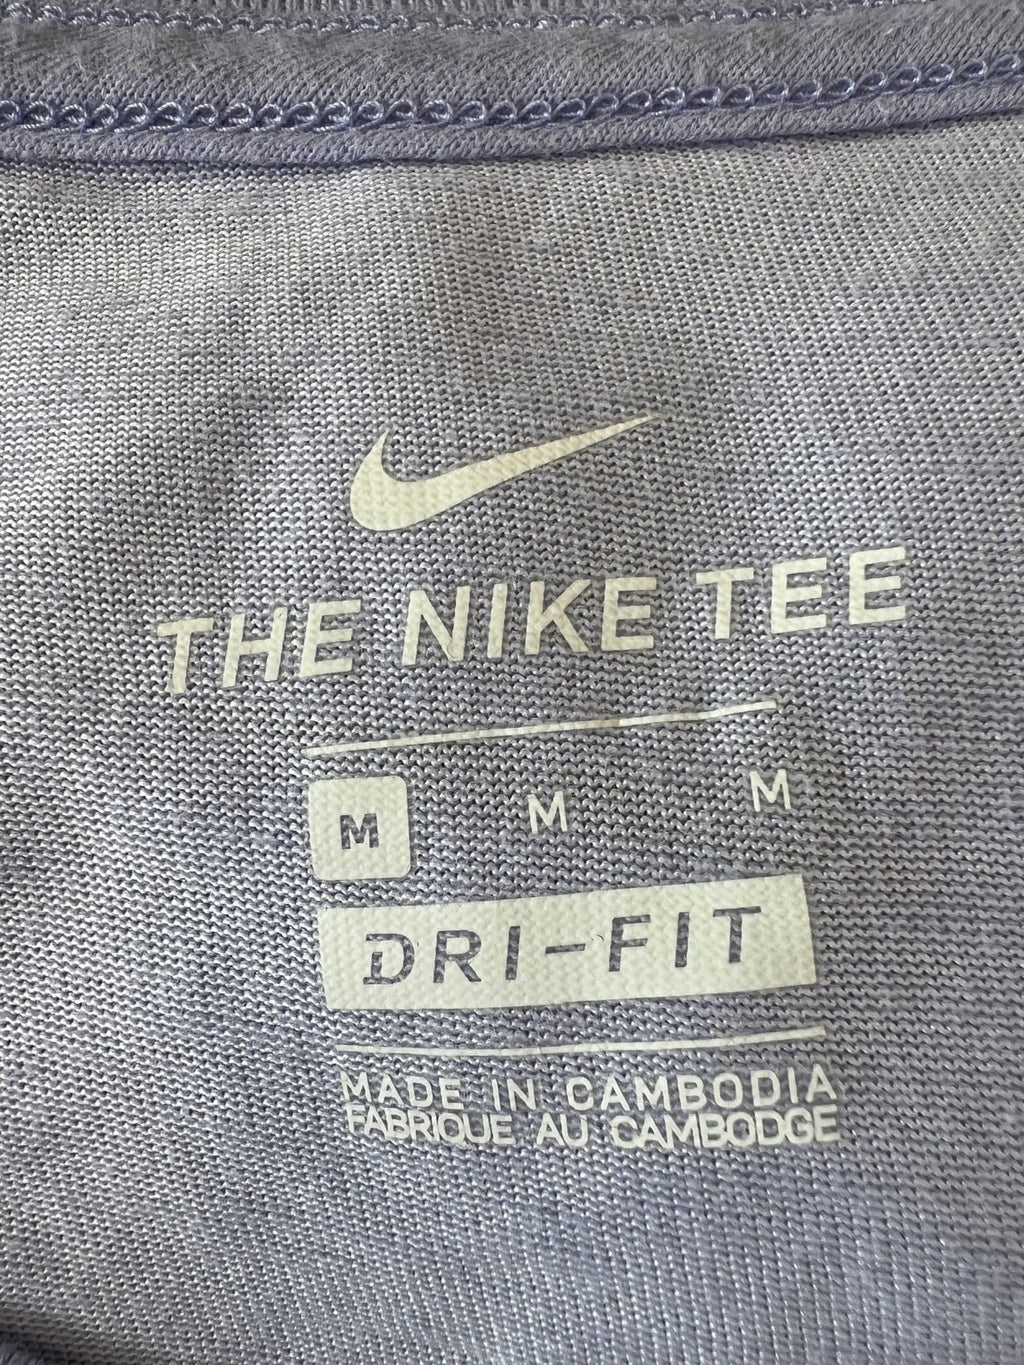 THE NIKE TEE
M M M
DRI-FIT
MADE IN CAMBODIA
FABRIQUE AU CAMBODGE